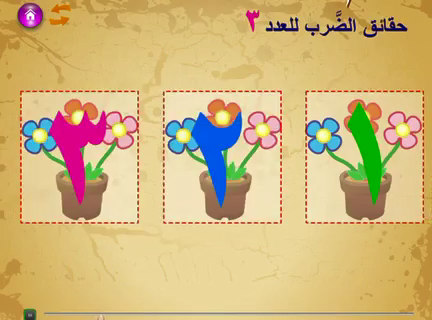 حقائق الضَّرب للعدد ٣
١ ٢ ٣